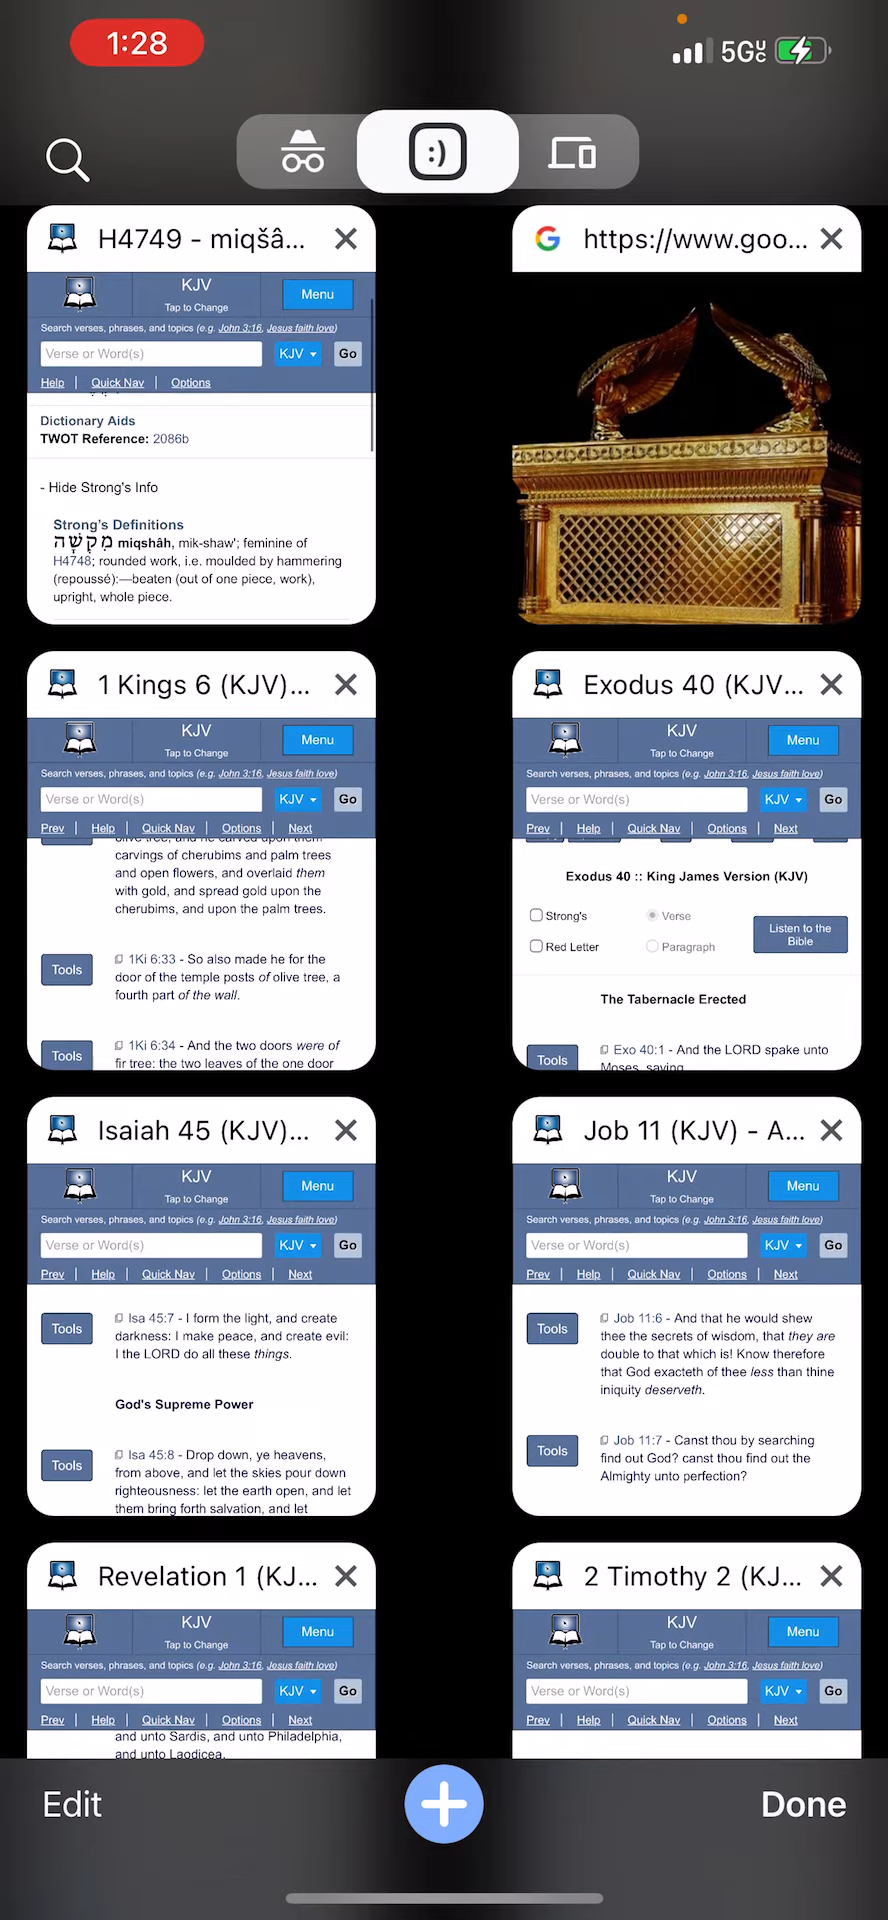 1:28
5G
:)
H4749 - miqšâ...
KJV
Tap to Change
Menu
Search verses, phrases, and topics (e.g. John 3:16, Jesus faith love)
Verse or Word(s)
KJV
Go
Help | Quick Nav | Options
Dictionary Aids
TWOT Reference: 2086b
- Hide Strong's Info
Strong's Definitions
מִקְשָׁה miqshâh, mik-shaw'; feminine of
H4748; rounded work, i.e. moulded by hammering
(repoussé):—beaten (out of one piece, work),
upright, whole piece.
https://www.goo...
1 Kings 6 (KJV)...
KJV
Tap to Change
Menu
Search verses, phrases, and topics (e.g. John 3:16, Jesus faith love)
Verse or Word(s)
KJV
Go
Prev | Help | Quick Nav | Options | Next
olive tree, and he carved upon them
carvings of cherubims and palm trees
and open flowers, and overlaid them
with gold, and spread gold upon the
cherubims, and upon the palm trees.
Tools
1Ki 6:33 - So also made he for the
door of the temple posts of olive tree, a
fourth part of the wall.
Tools
1Ki 6:34 - And the two doors were of
fir tree: the two leaves of the one door
Exodus 40 (KJV...
KJV
Tap to Change
Menu
Search verses, phrases, and topics (e.g. John 3:16, Jesus faith love)
Verse or Word(s)
KJV
Go
Prev | Help | Quick Nav | Options | Next
Exodus 40 :: King James Version (KJV)
Strong's
Verse
Red Letter
Paragraph
Listen to the
Bible
The Tabernacle Erected
Tools
Exo 40:1 - And the LORD spake unto
Moses, saying
Isaiah 45 (KJV)...
KJV
Tap to Change
Menu
Search verses, phrases, and topics (e.g. John 3:16, Jesus faith love)
Verse or Word(s)
KJV
Go
Prev | Help | Quick Nav | Options | Next
Tools
Isa 45:7 - I form the light, and create
darkness: I make peace, and create evil:
I the LORD do all these things.
God's Supreme Power
Tools
Isa 45:8 - Drop down, ye heavens,
from above, and let the skies pour down
righteousness: let the earth open, and let
them bring forth salvation, and let
Job 11 (KJV) - A...
KJV
Tap to Change
Menu
Search verses, phrases, and topics (e.g. John 3:16, Jesus faith love)
Verse or Word(s)
KJV
Go
Prev | Help | Quick Nav | Options | Next
Tools
Job 11:6 - And that he would shew
thee the secrets of wisdom, that they are
double to that which is! Know therefore
that God exacteth of thee less than thine
iniquity deserveth.
Tools
Job 11:7 - Canst thou by searching
find out God? canst thou find out the
Almighty unto perfection?
Revelation 1 (KJ...
KJV
Tap to Change
Menu
Search verses, phrases, and topics (e.g. John 3:16, Jesus faith love)
Verse or Word(s)
KJV
Go
Prev | Help | Quick Nav | Options | Next
and unto Sardis, and unto Philadelphia,
and unto Laodicea.
2 Timothy 2 (KJ...
KJV
Tap to Change
Menu
Search verses, phrases, and topics (e.g. John 3:16, Jesus faith love)
Verse or Word(s)
KJV
Go
Prev | Help | Quick Nav | Options | Next
Edit
Done